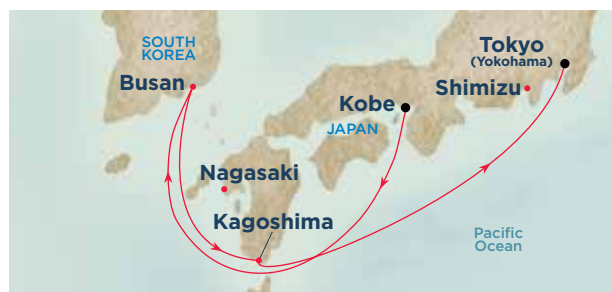 SOUTH
KOREA
Busan
Tokyo
(Yokohama)
Shimizu
Kobe
JAPAN
Nagasaki
Kagoshima
Pacific
Ocean